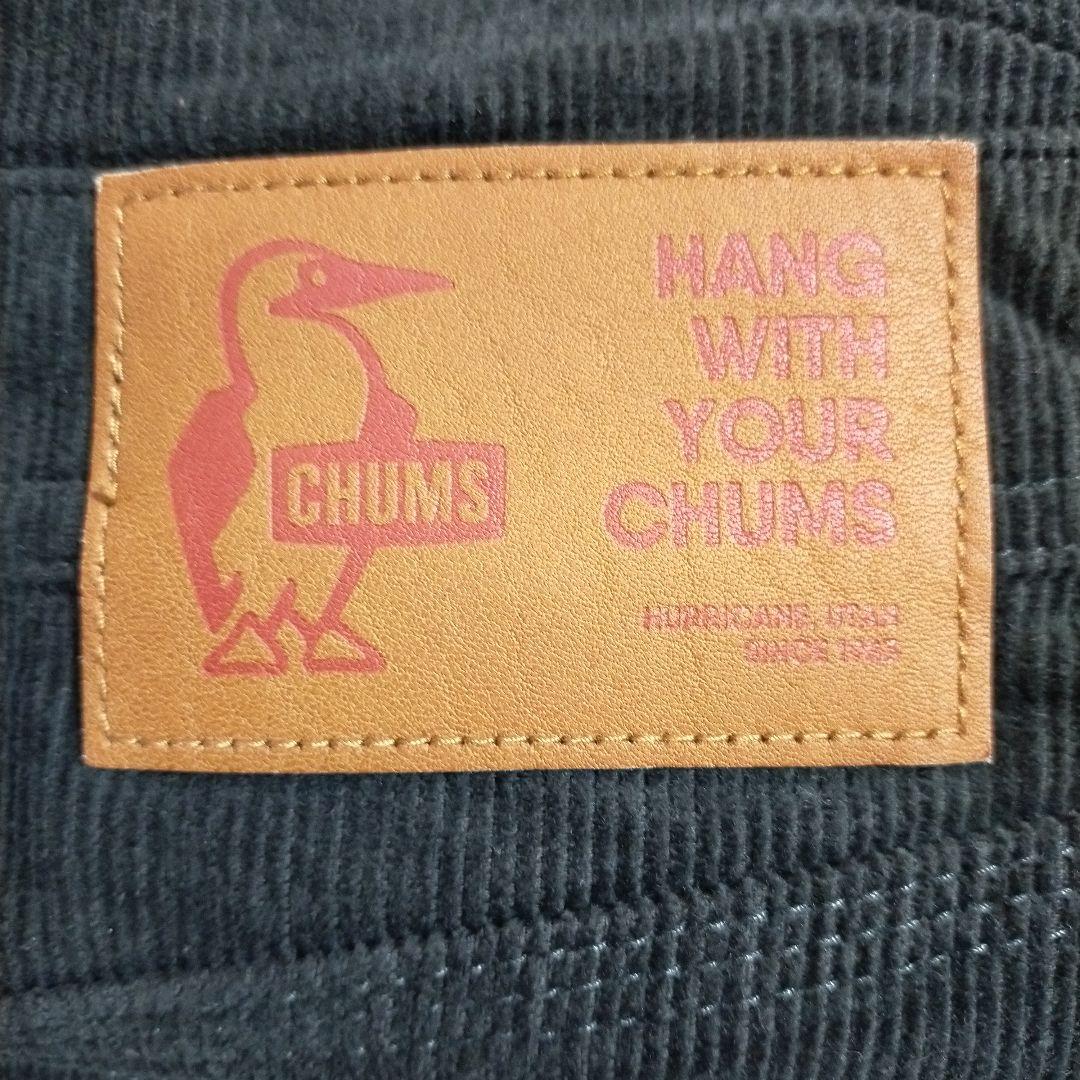 CHUMS
HANG
WITH
YOUR
CHUMS
HURRICANE, UTAH
SINCE 1983